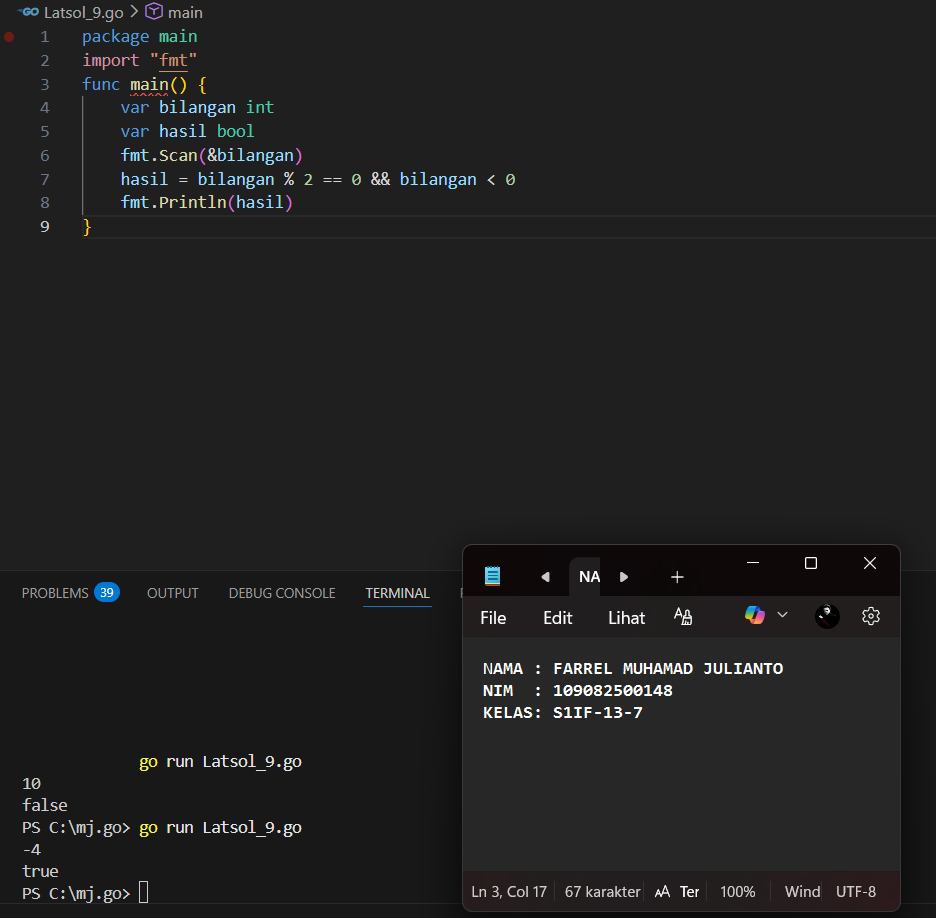 GO Latsol_9.go > main
1 package main
2 import "fmt"
3 func main() {
4     var bilangan int
5     var hasil bool
6     fmt.Scan(&bilangan)
7     hasil = bilangan % 2 == 0 && bilangan < 0
8     fmt.Println(hasil)
9 }
PROBLEMS 39 OUTPUT DEBUG CONSOLE TERMINAL
go run Latsol_9.go
10
false
PS C:\mj.go> go run Latsol_9.go
-4
true
PS C:\mj.go>
NA
File Edit Lihat
NAMA : FARREL MUHAMAD JULIANTO
NIM  : 109082500148
KELAS: S1IF-13-7
Ln 3, Col 17 67 karakter Ter 100% Wind UTF-8